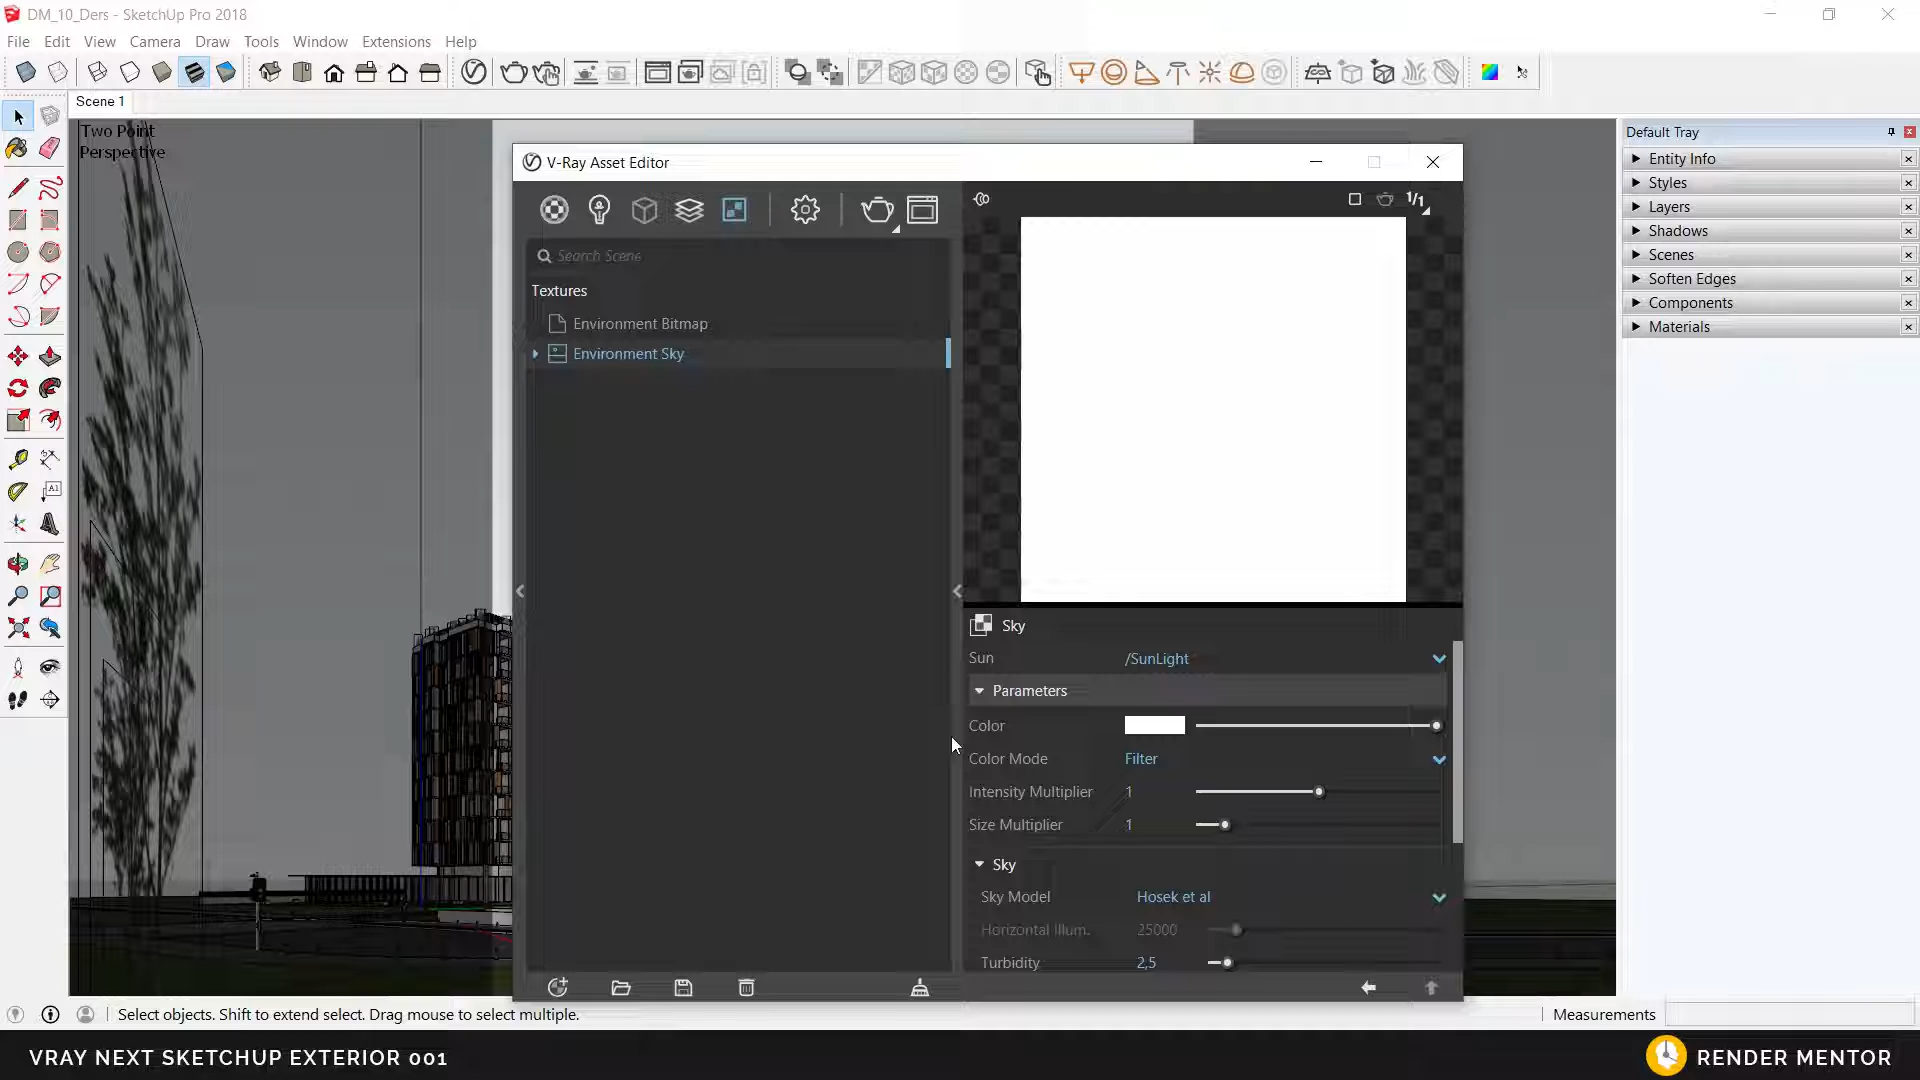 DM_10_Ders - SketchUp Pro 2018
File Edit View Camera Draw Tools Window Extensions Help
Scene 1
Two Point
Perspective
V-Ray Asset Editor
1/1
Search Scene
Textures
Environment Bitmap
Environment Sky
Sky
Sun /SunLight
Parameters
Color
Color Mode Filter
Intensity Multiplier 1
Size Multiplier 1
Sky
Sky Model Hosek et al
Horizontal Illum. 25000
Turbidity 2,5
Default Tray
Entity Info
Styles
Layers
Shadows
Scenes
Soften Edges
Components
Materials
Select objects. Shift to extend select. Drag mouse to select multiple.
Measurements
VRAY NEXT SKETCHUP EXTERIOR 001
RENDER MENTOR